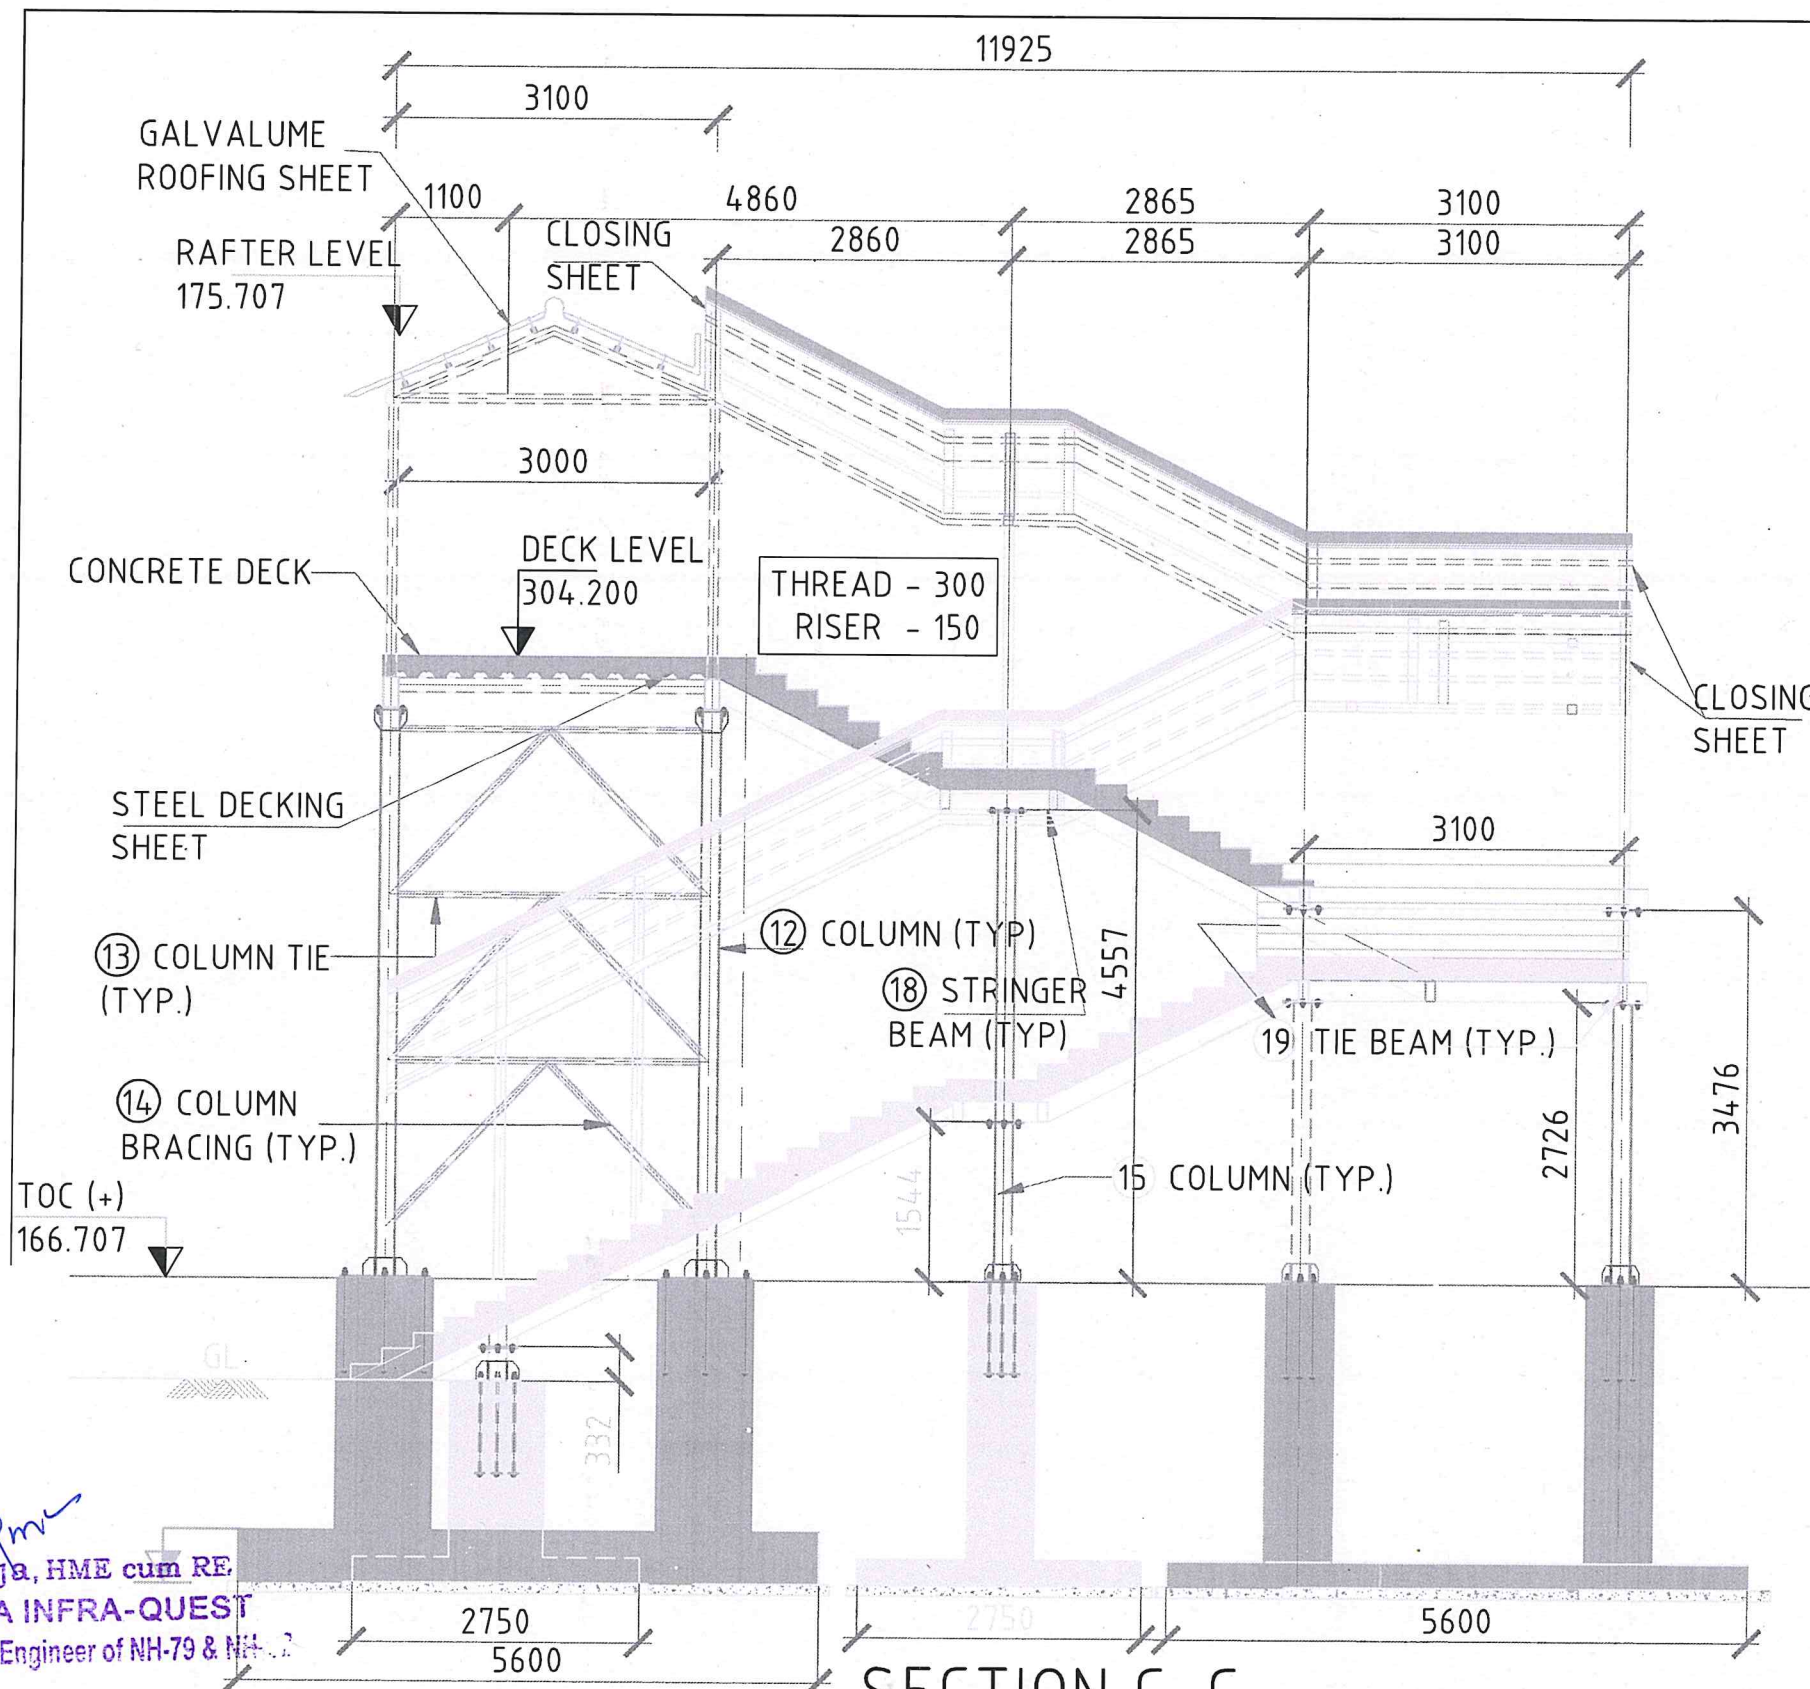 11925
3100
GALVALUME
ROOFING SHEET
1100
4860
2865
3100
RAFTER LEVEL
175.707
CLOSING
SHEET
2860
2865
3100
3000
CONCRETE DECK
DECK LEVEL
304.200
THREAD - 300
RISER - 150
CLOSING
SHEET
STEEL DECKING
SHEET
3100
13 COLUMN TIE
(TYP.)
12 COLUMN (TYP)
18 STRINGER
BEAM (TYP)
4557
19 TIE BEAM (TYP.)
14 COLUMN
BRACING (TYP.)
2726
3476
TOC (+)
166.707
1544
15 COLUMN (TYP.)
GL
332
HME cum RE
INFRA-QUEST
Engineer of NH-79 &
2750
5600
2750
5600
SECTION